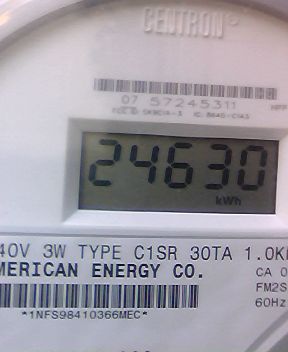 CENTRON®
07 57245311
24630
kWh
40V 3W TYPE C1SR 30TA 1.0K
MERICAN ENERGY CO.
CA 0
FM2S
60Hz
*1NFS98410366MEC*